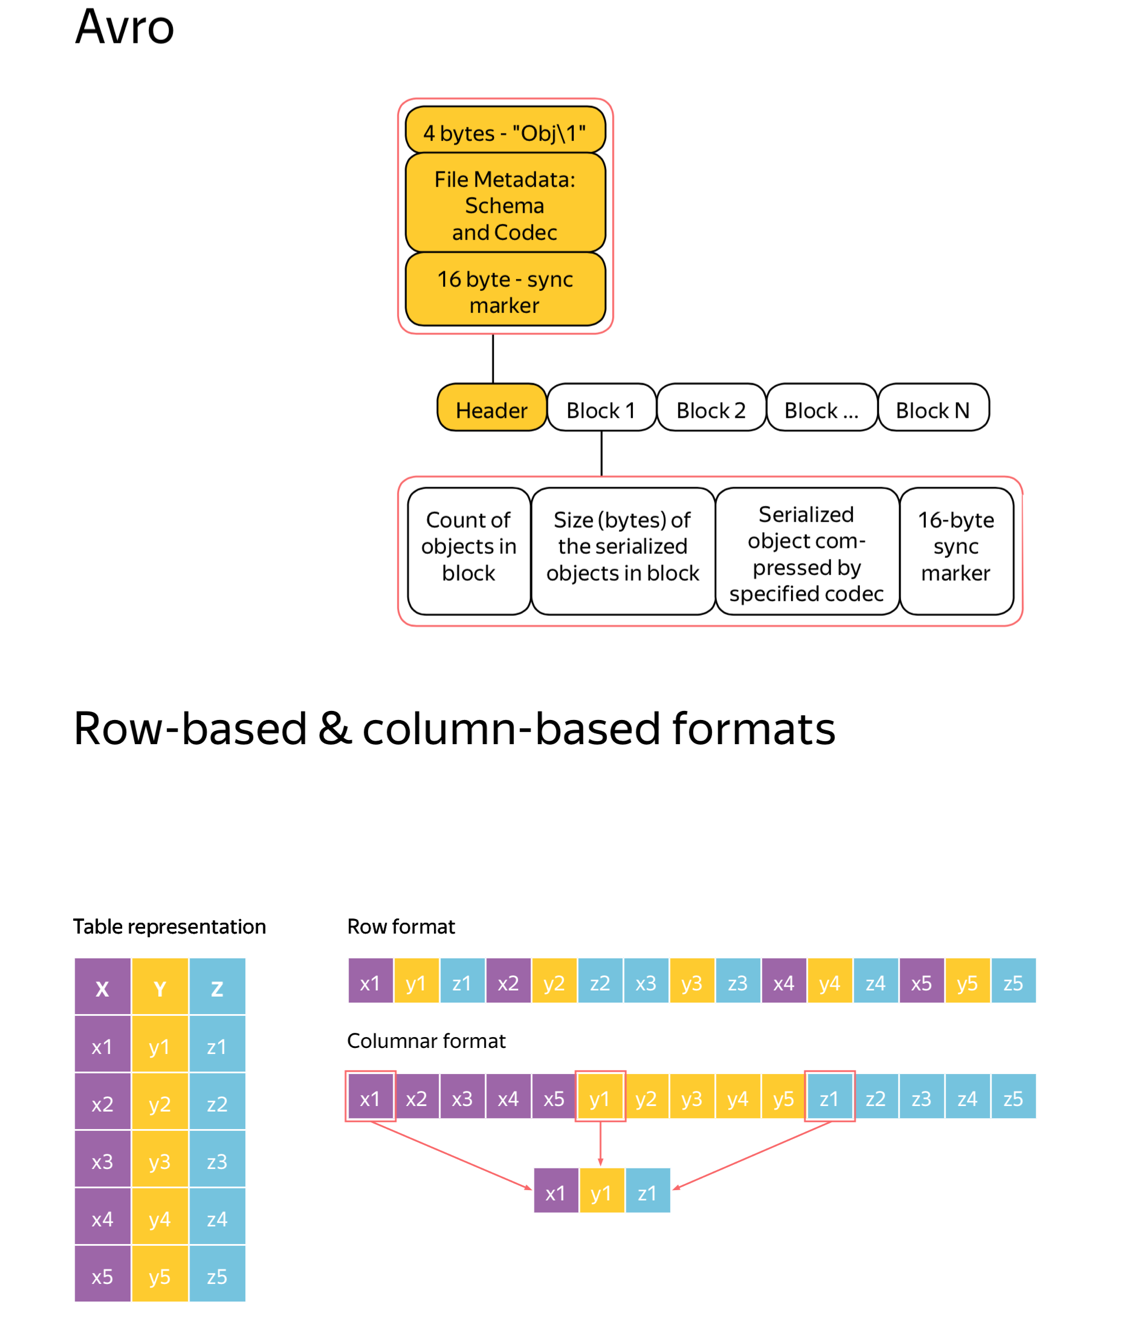 Avro
4 bytes - "Obj\1"
File Metadata:
Schema
and Codec
16 byte - sync
marker
Header
Block 1
Block 2
Block ...
Block N
Count of
objects in
block
Size (bytes) of
the serialized
objects in block
Serialized
object com-
pressed by
specified codec
16-byte
sync
marker
Row-based & column-based formats
Table representation
X Y Z
x1 y1 z1
x2 y2 z2
x3 y3 z3
x4 y4 z4
x5 y5 z5
Row format
x1 y1 z1 x2 y2 z2 x3 y3 z3 x4 y4 z4 x5 y5 z5
Columnar format
x1 x2 x3 x4 x5 y1 y2 y3 y4 y5 z1 z2 z3 z4 z5
x1 y1 z1